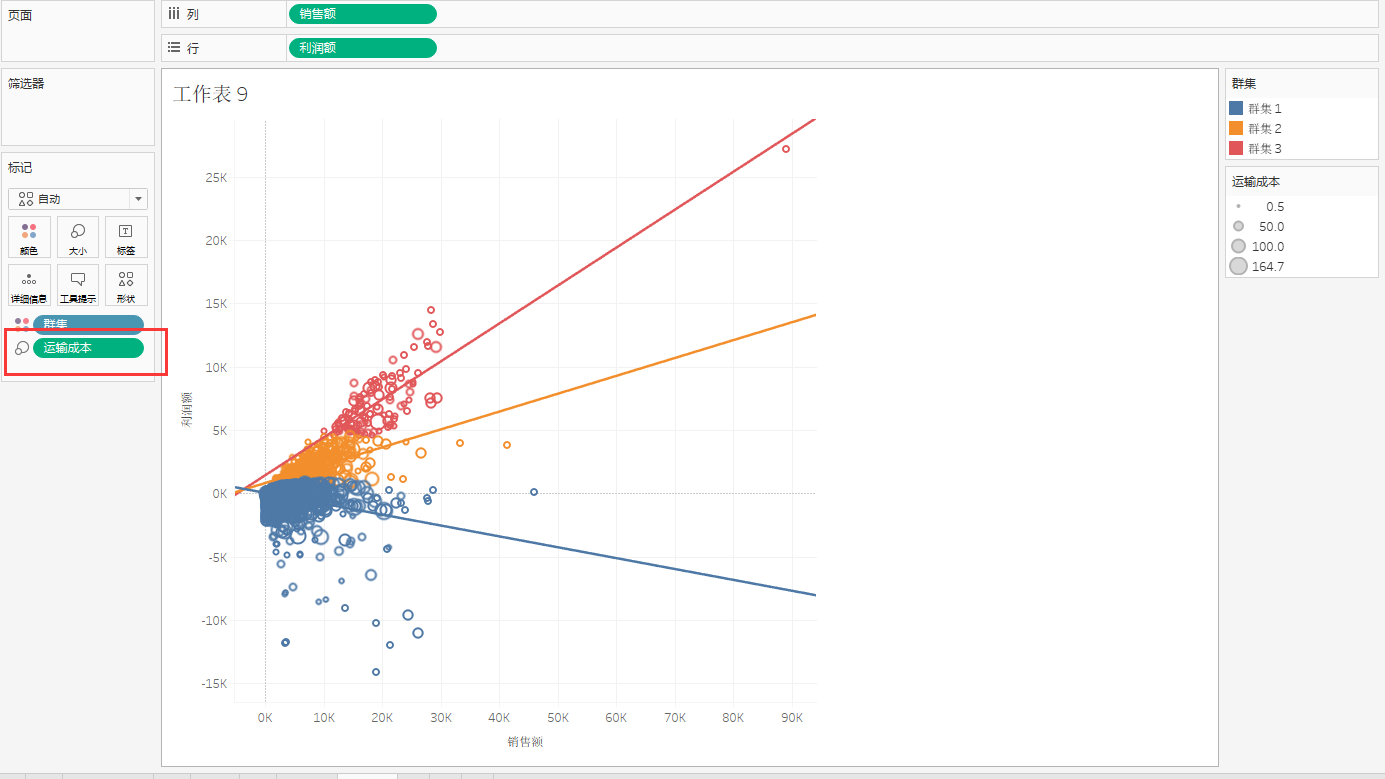 页面
列
销售额
行
利润额
筛选器
标记
自动
颜色
大小
标签
详细信息
工具提示
形状
群集
运输成本
工作表 9
25K
20K
15K
10K
5K
0K
-5K
-10K
-15K
利润额
0K
10K
20K
30K
40K
50K
60K
70K
80K
90K
销售额
群集
群集 1
群集 2
群集 3
运输成本
0.5
50.0
100.0
164.7